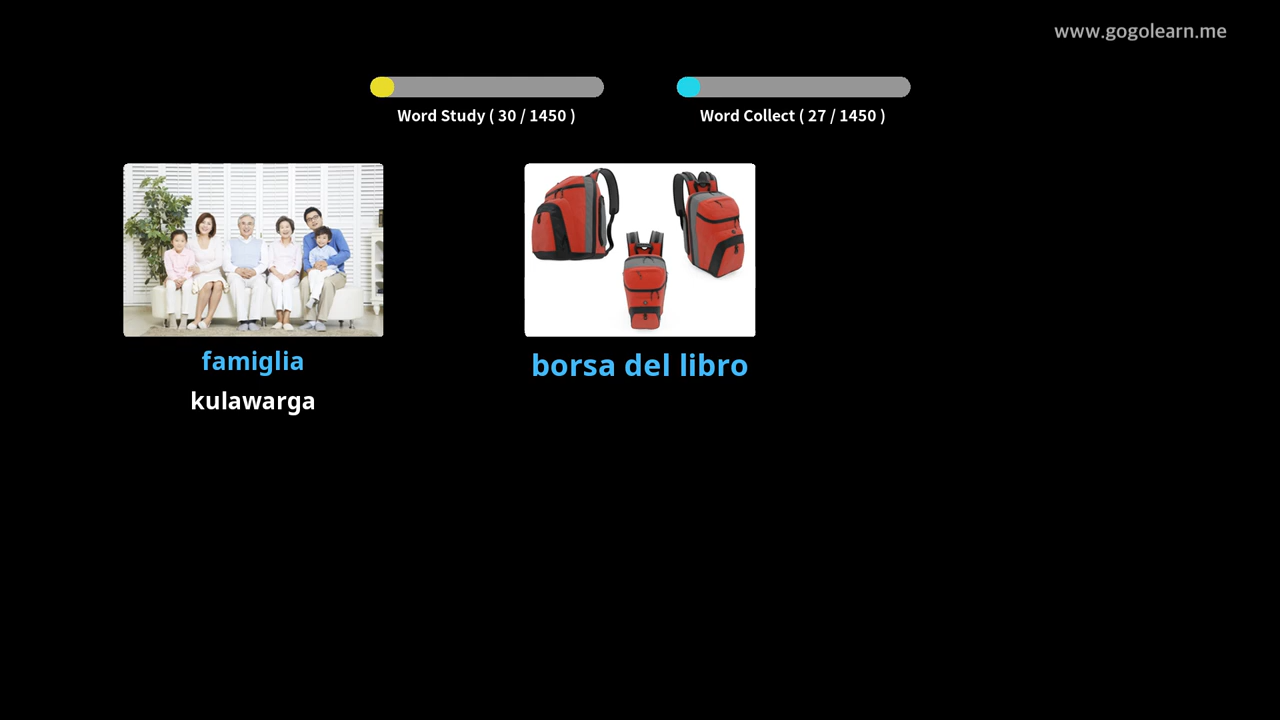 www.gogolearn.me
Word Study ( 30 / 1450 )
Word Collect ( 27 / 1450 )
famiglia
kulawarga
borsa del libro